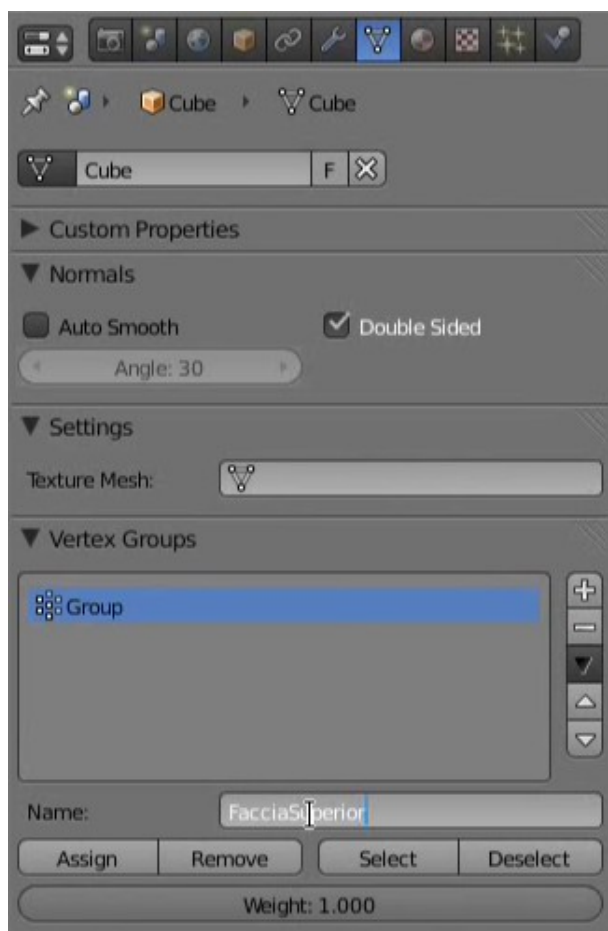 Cube Cube
Cube F
Custom Properties
Normals
Auto Smooth Double Sided
Angle: 30
Settings
Texture Mesh:
Vertex Groups
Group
Name: FacciaSuperior
Assign Remove Select Deselect
Weight: 1.000